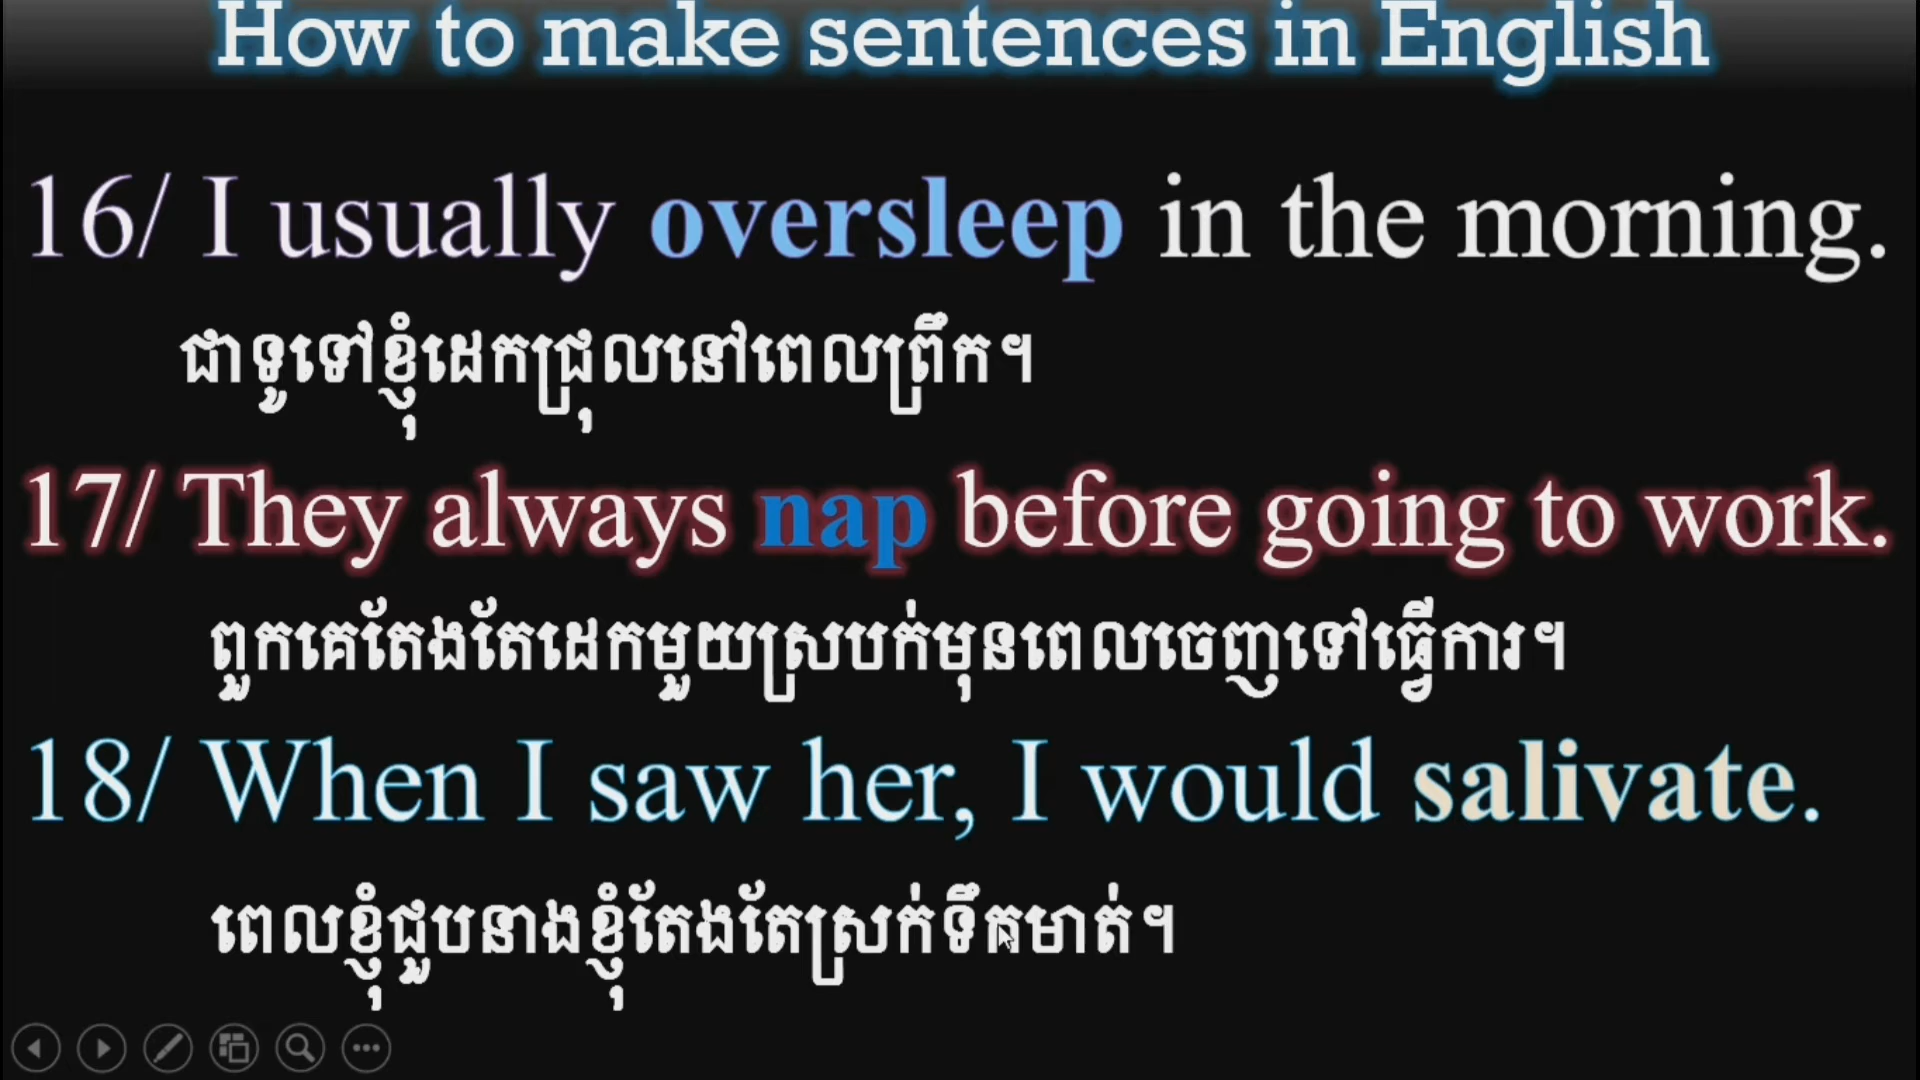 How to make sentences in English
16/ I usually oversleep in the morning.
ជាទូទៅខ្ញុំដេកជ្រុលនៅពេលព្រឹក។
17/ They always nap before going to work.
ពួកគេតែងតែដេកមួយស្របក់មុនពេលចេញទៅធ្វើការ។
18/ When I saw her, I would salivate.
ពេលខ្ញុំជួបនាងខ្ញុំតែងតែស្រក់ទឹកមាត់។